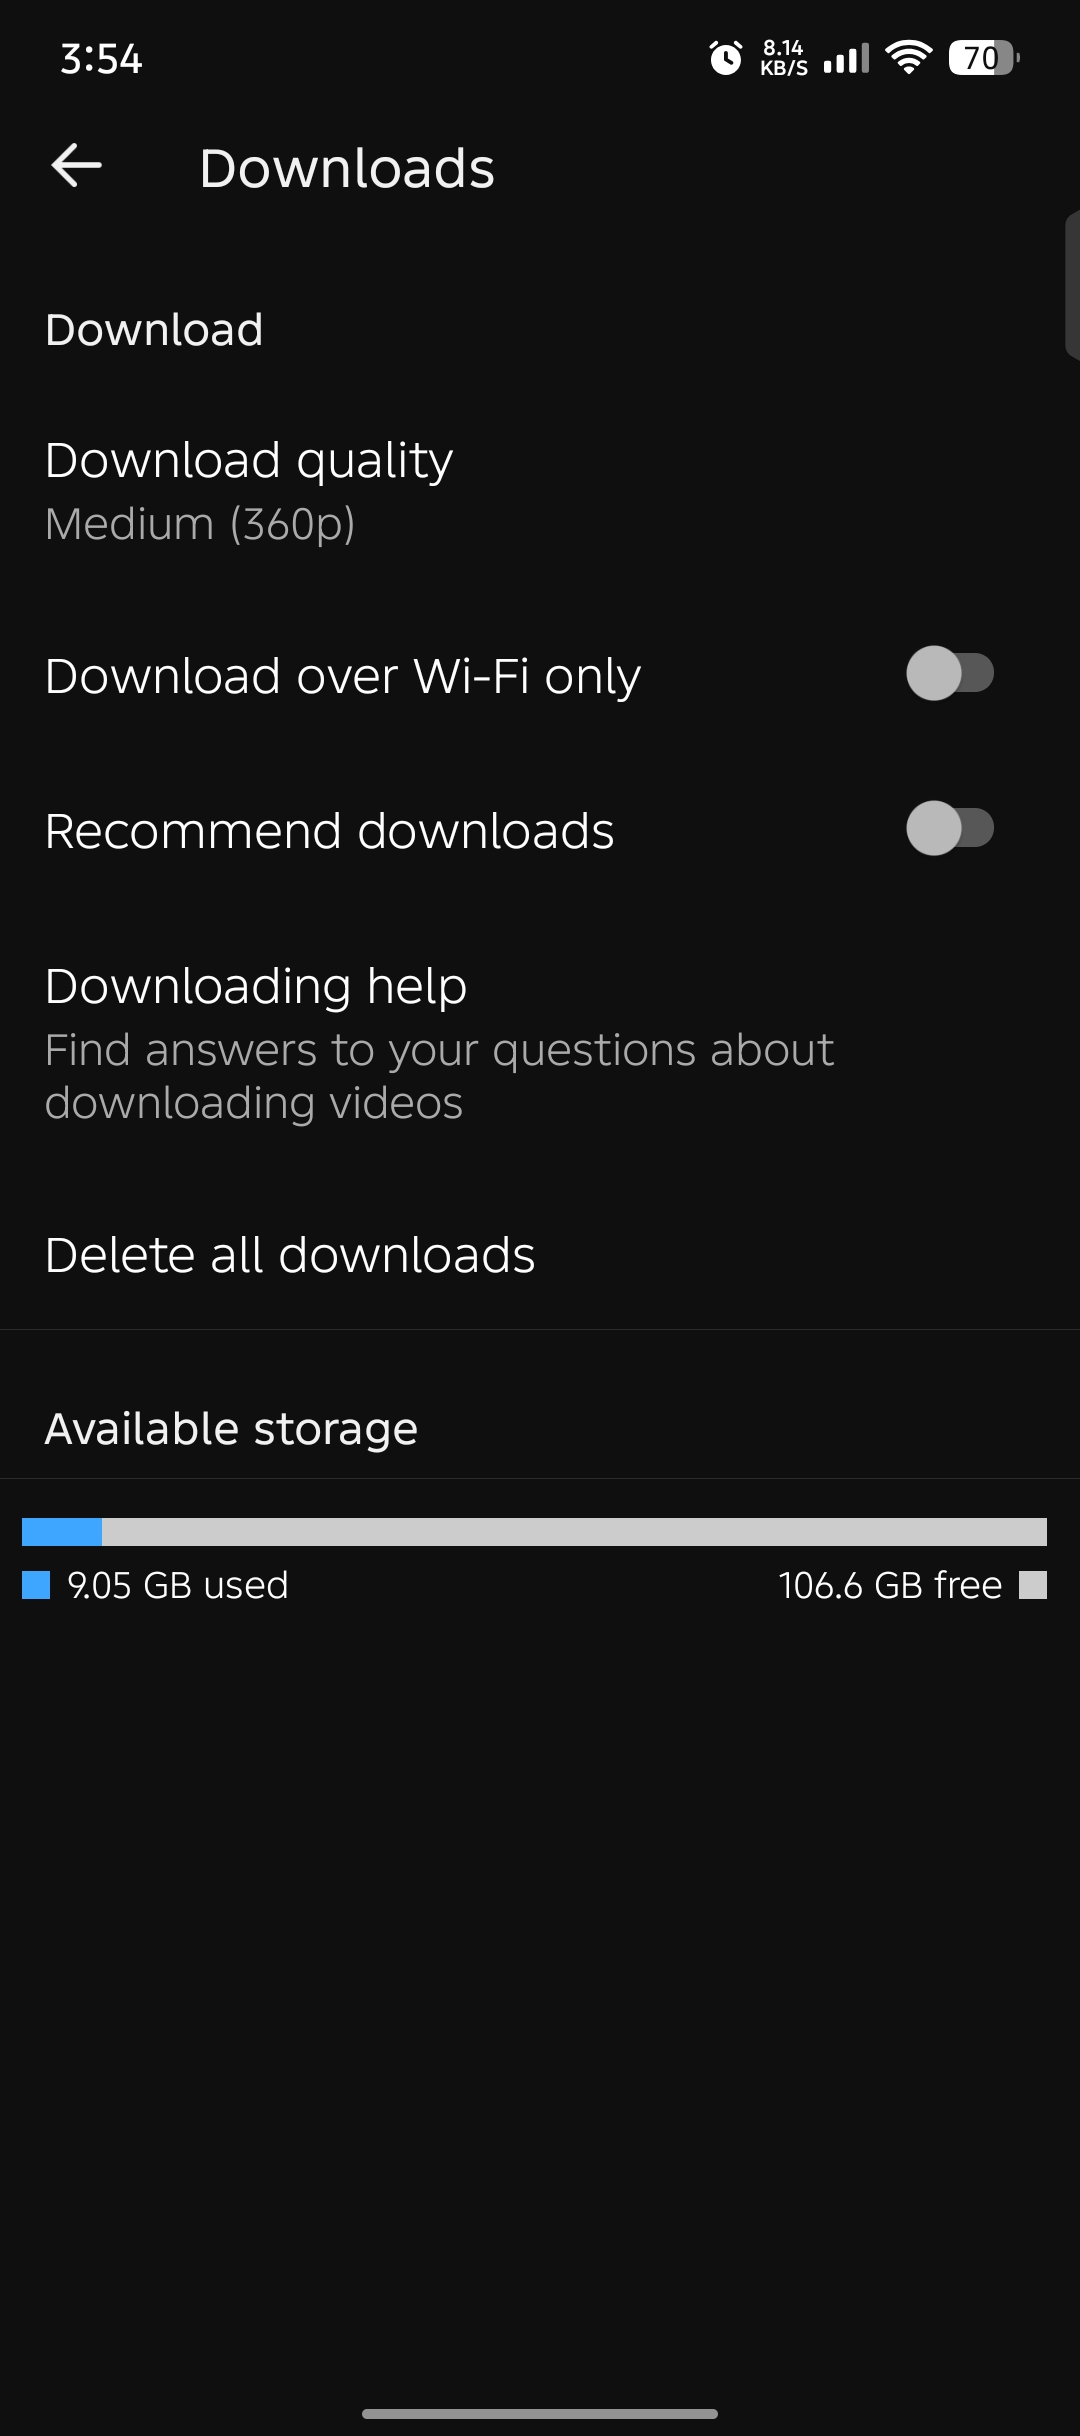 3:54
8.14
KB/S
70
Downloads
Download
Download quality
Medium (360p)
Download over Wi-Fi only
Recommend downloads
Downloading help
Find answers to your questions about
downloading videos
Delete all downloads
Available storage
9.05 GB used
106.6 GB free